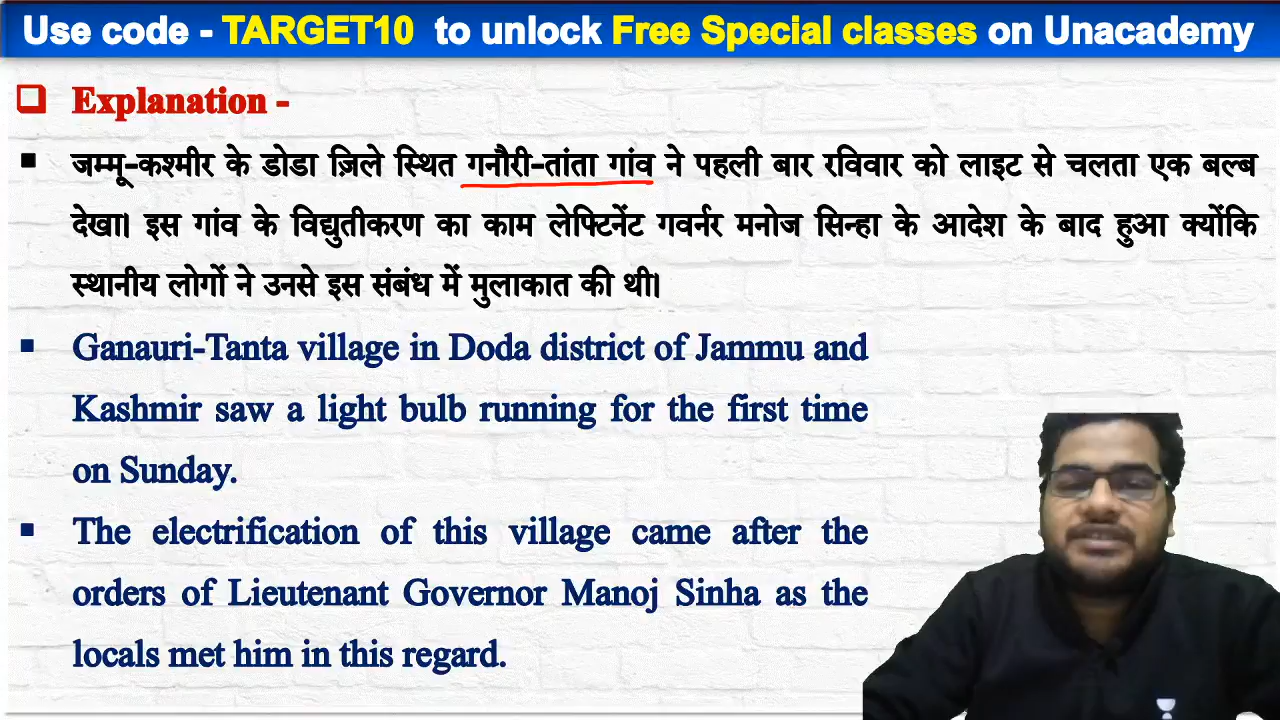 Use code - TARGET10 to unlock Free Special classes on Unacademy
Explanation -
जम्मू-कश्मीर के डोडा ज़िले स्थित गनौरी-तांता गांव ने पहली बार रविवार को लाइट से चलता एक बल्ब
देखा। इस गांव के विद्युतीकरण का काम लेफ्टिनेंट गवर्नर मनोज सिन्हा के आदेश के बाद हुआ क्योंकि
स्थानीय लोगों ने उनसे इस संबंध में मुलाकात की थी।
Ganauri-Tanta village in Doda district of Jammu and
Kashmir saw a light bulb running for the first time
on Sunday.
The electrification of this village came after the
orders of Lieutenant Governor Manoj Sinha as the
locals met him in this regard.